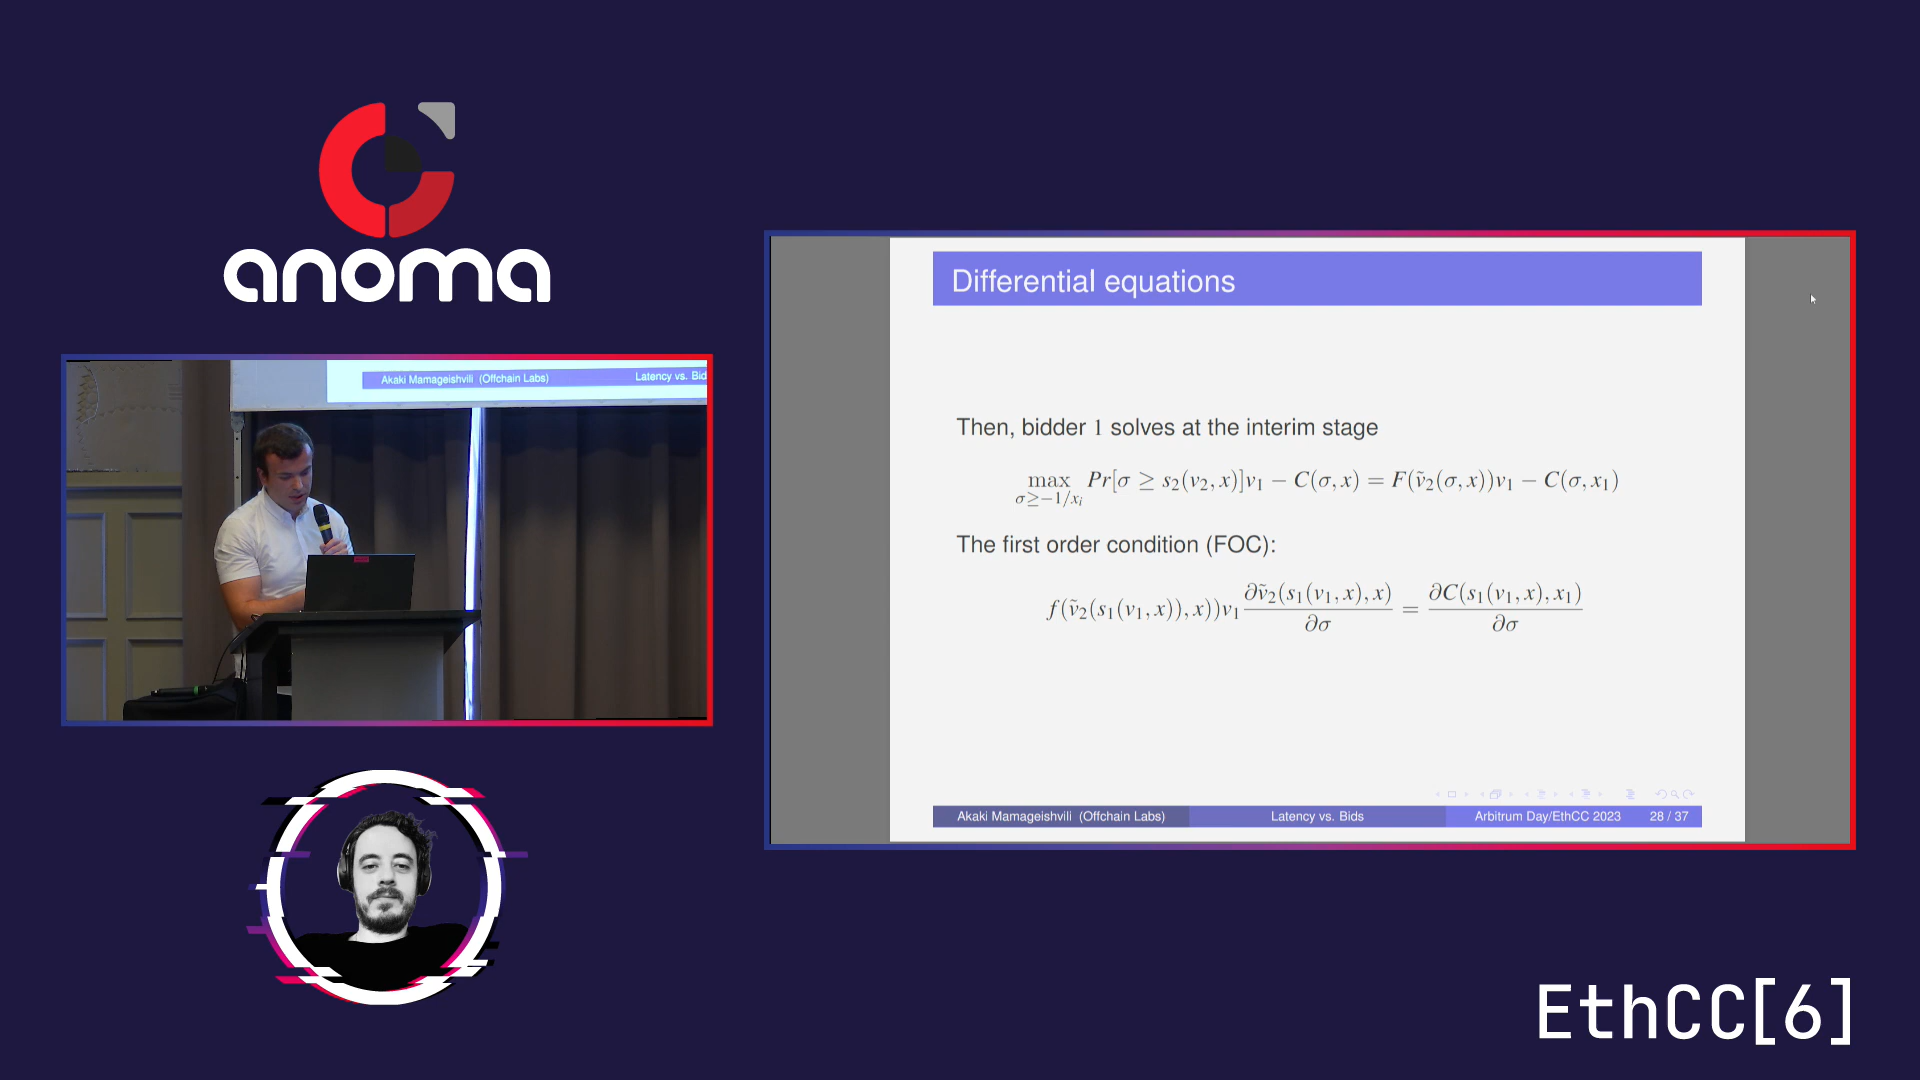 anoma
Akaki Mamageishvili (Offchain Labs) Latency vs. Bid
Differential equations
Then, bidder 1 solves at the interim stage
max Pr[σ ≥ s₂(v₂, x)]v₁ − C(σ, x) = F(ṽ₂(σ, x))v₁ − C(σ, x₁)
σ≥−1/xᵢ
The first order condition (FOC):
f(ṽ₂(s₁(v₁, x)), x))v₁ ∂ṽ₂(s₁(v₁, x), x)/∂σ = ∂C(s₁(v₁, x), x₁)/∂σ
Akaki Mamageishvili (Offchain Labs) Latency vs. Bids Arbitrum Day/EthCC 2023 28 / 37
EthCC[6]